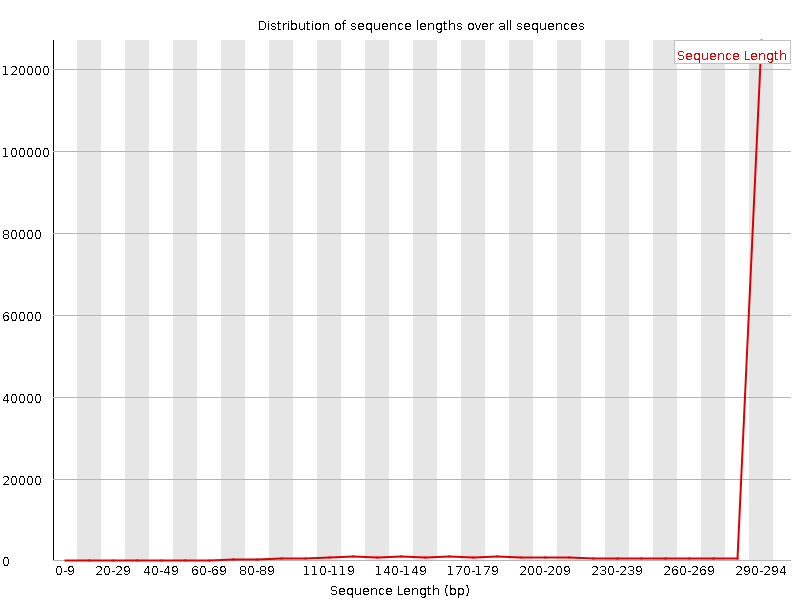 Distribution of sequence lengths over all sequences
Sequence Length
120000
100000
80000
60000
40000
20000
0
0-9 20-29 40-49 60-69 80-89 110-119 140-149 170-179 200-209 230-239 260-269 290-294
Sequence Length (bp)